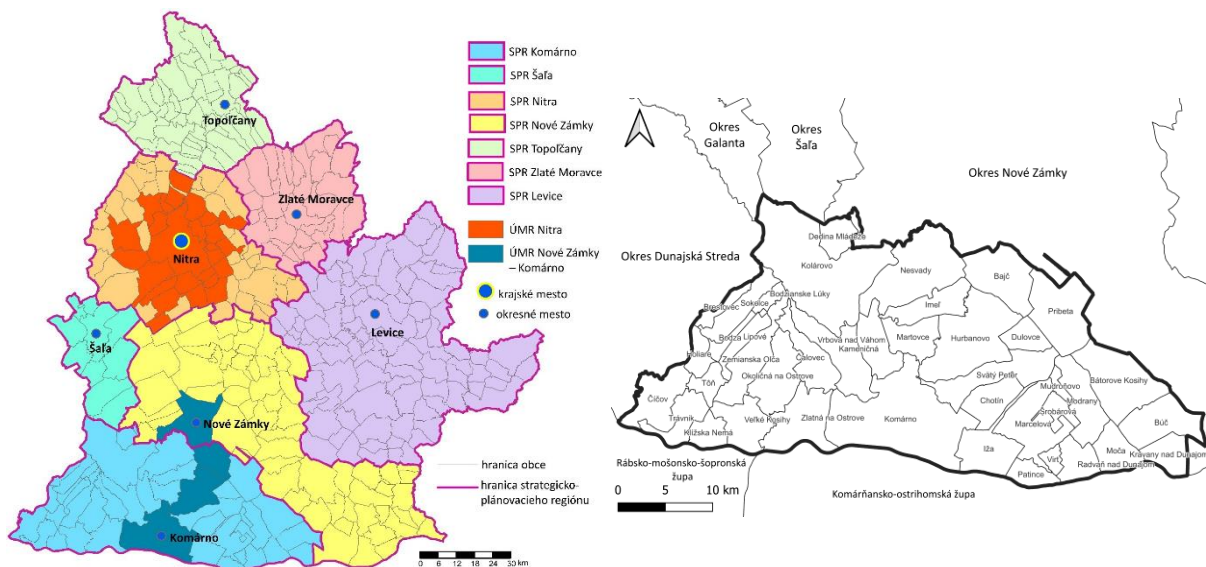 Topoľčany
Zlaté Moravce
Nitra
Šaľa
Levice
Nové Zámky
Komárno
SPR Komárno
SPR Šaľa
SPR Nitra
SPR Nové Zámky
SPR Topoľčany
SPR Zlaté Moravce
SPR Levice
ÚMR Nitra
ÚMR Nové Zámky
– Komárno
krajské mesto
okresné mesto
hranica obce
hranica strategicko-
plánovacieho regiónu
0 6 12 18 24 30 km
Okres
Galanta
Okres
Šaľa
Okres Nové Zámky
Okres Dunajská Streda
Dedina Mládeže
Kolárovo
Nesvady
Bajč
Bodzianske Lúky
Sokolce
Brestovec
Imeľ
Pribeta
Bodza
Lipové
Vrbová nad Váhom
Martovce
Hurbanovo
Dulovce
Holiare
Zemianska Olča
Čalovec
Kameničná
Tôň
Okoličná na Ostrove
Svätý Peter
Mudroňovo
Bátorove Kosihy
Číčov
Chotín
Modrany
Šrobárová
Trávnik
Veľké Kosihy
Zlatná na Ostrove
Komárno
Marcelová
Búč
Klížska Nemá
Iža
Virt
Moča
Kravany nad Dunajom
Radvaň nad Dunajom
Patince
Rábsko-mošonsko-šopronská
župa
0 5 10 km
Komárňansko-ostrihomská župa